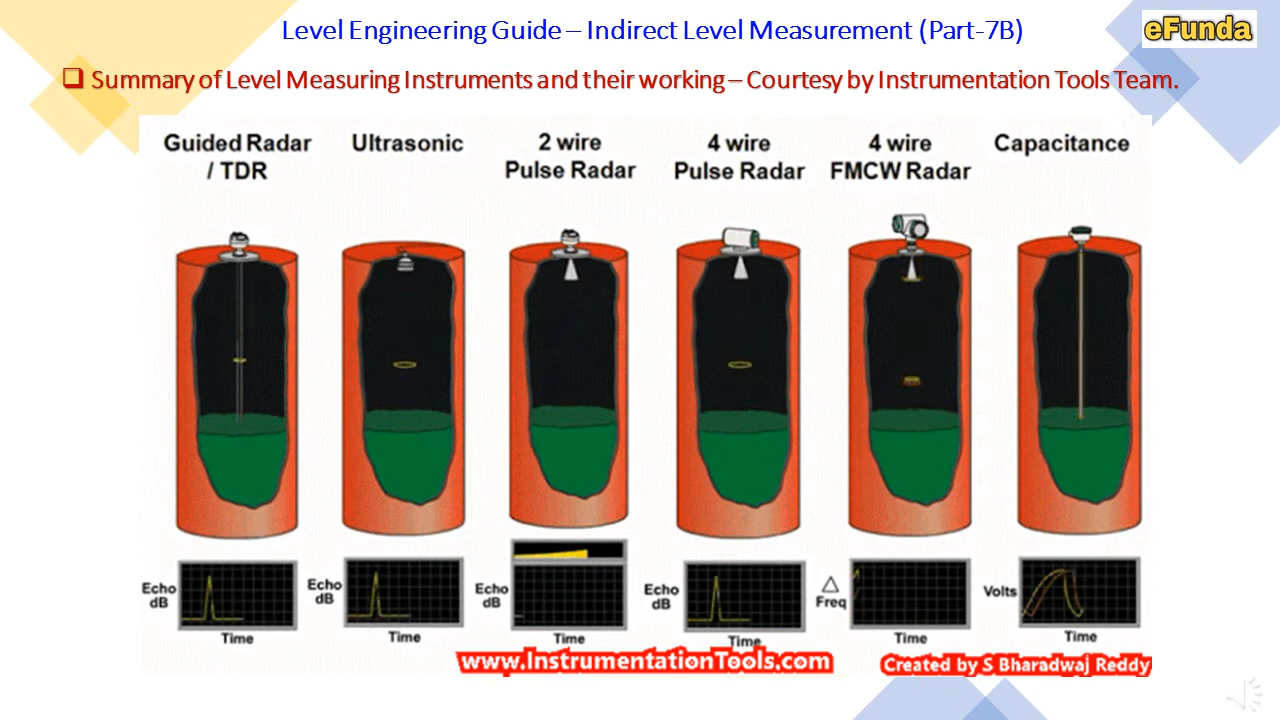 Level Engineering Guide – Indirect Level Measurement (Part-7B)
eFunda
Summary of Level Measuring Instruments and their working – Courtesy by Instrumentation Tools Team.
Guided Radar
/ TDR
Ultrasonic
2 wire
Pulse Radar
4 wire
Pulse Radar
4 wire
FMCW Radar
Capacitance
Echo
dB
Time
Echo
dB
Time
Echo
dB
Time
Echo
dB
Time
△
Freq
Time
Volts
Time
www.InstrumentationTools.com
Created by S Bharadwaj Reddy